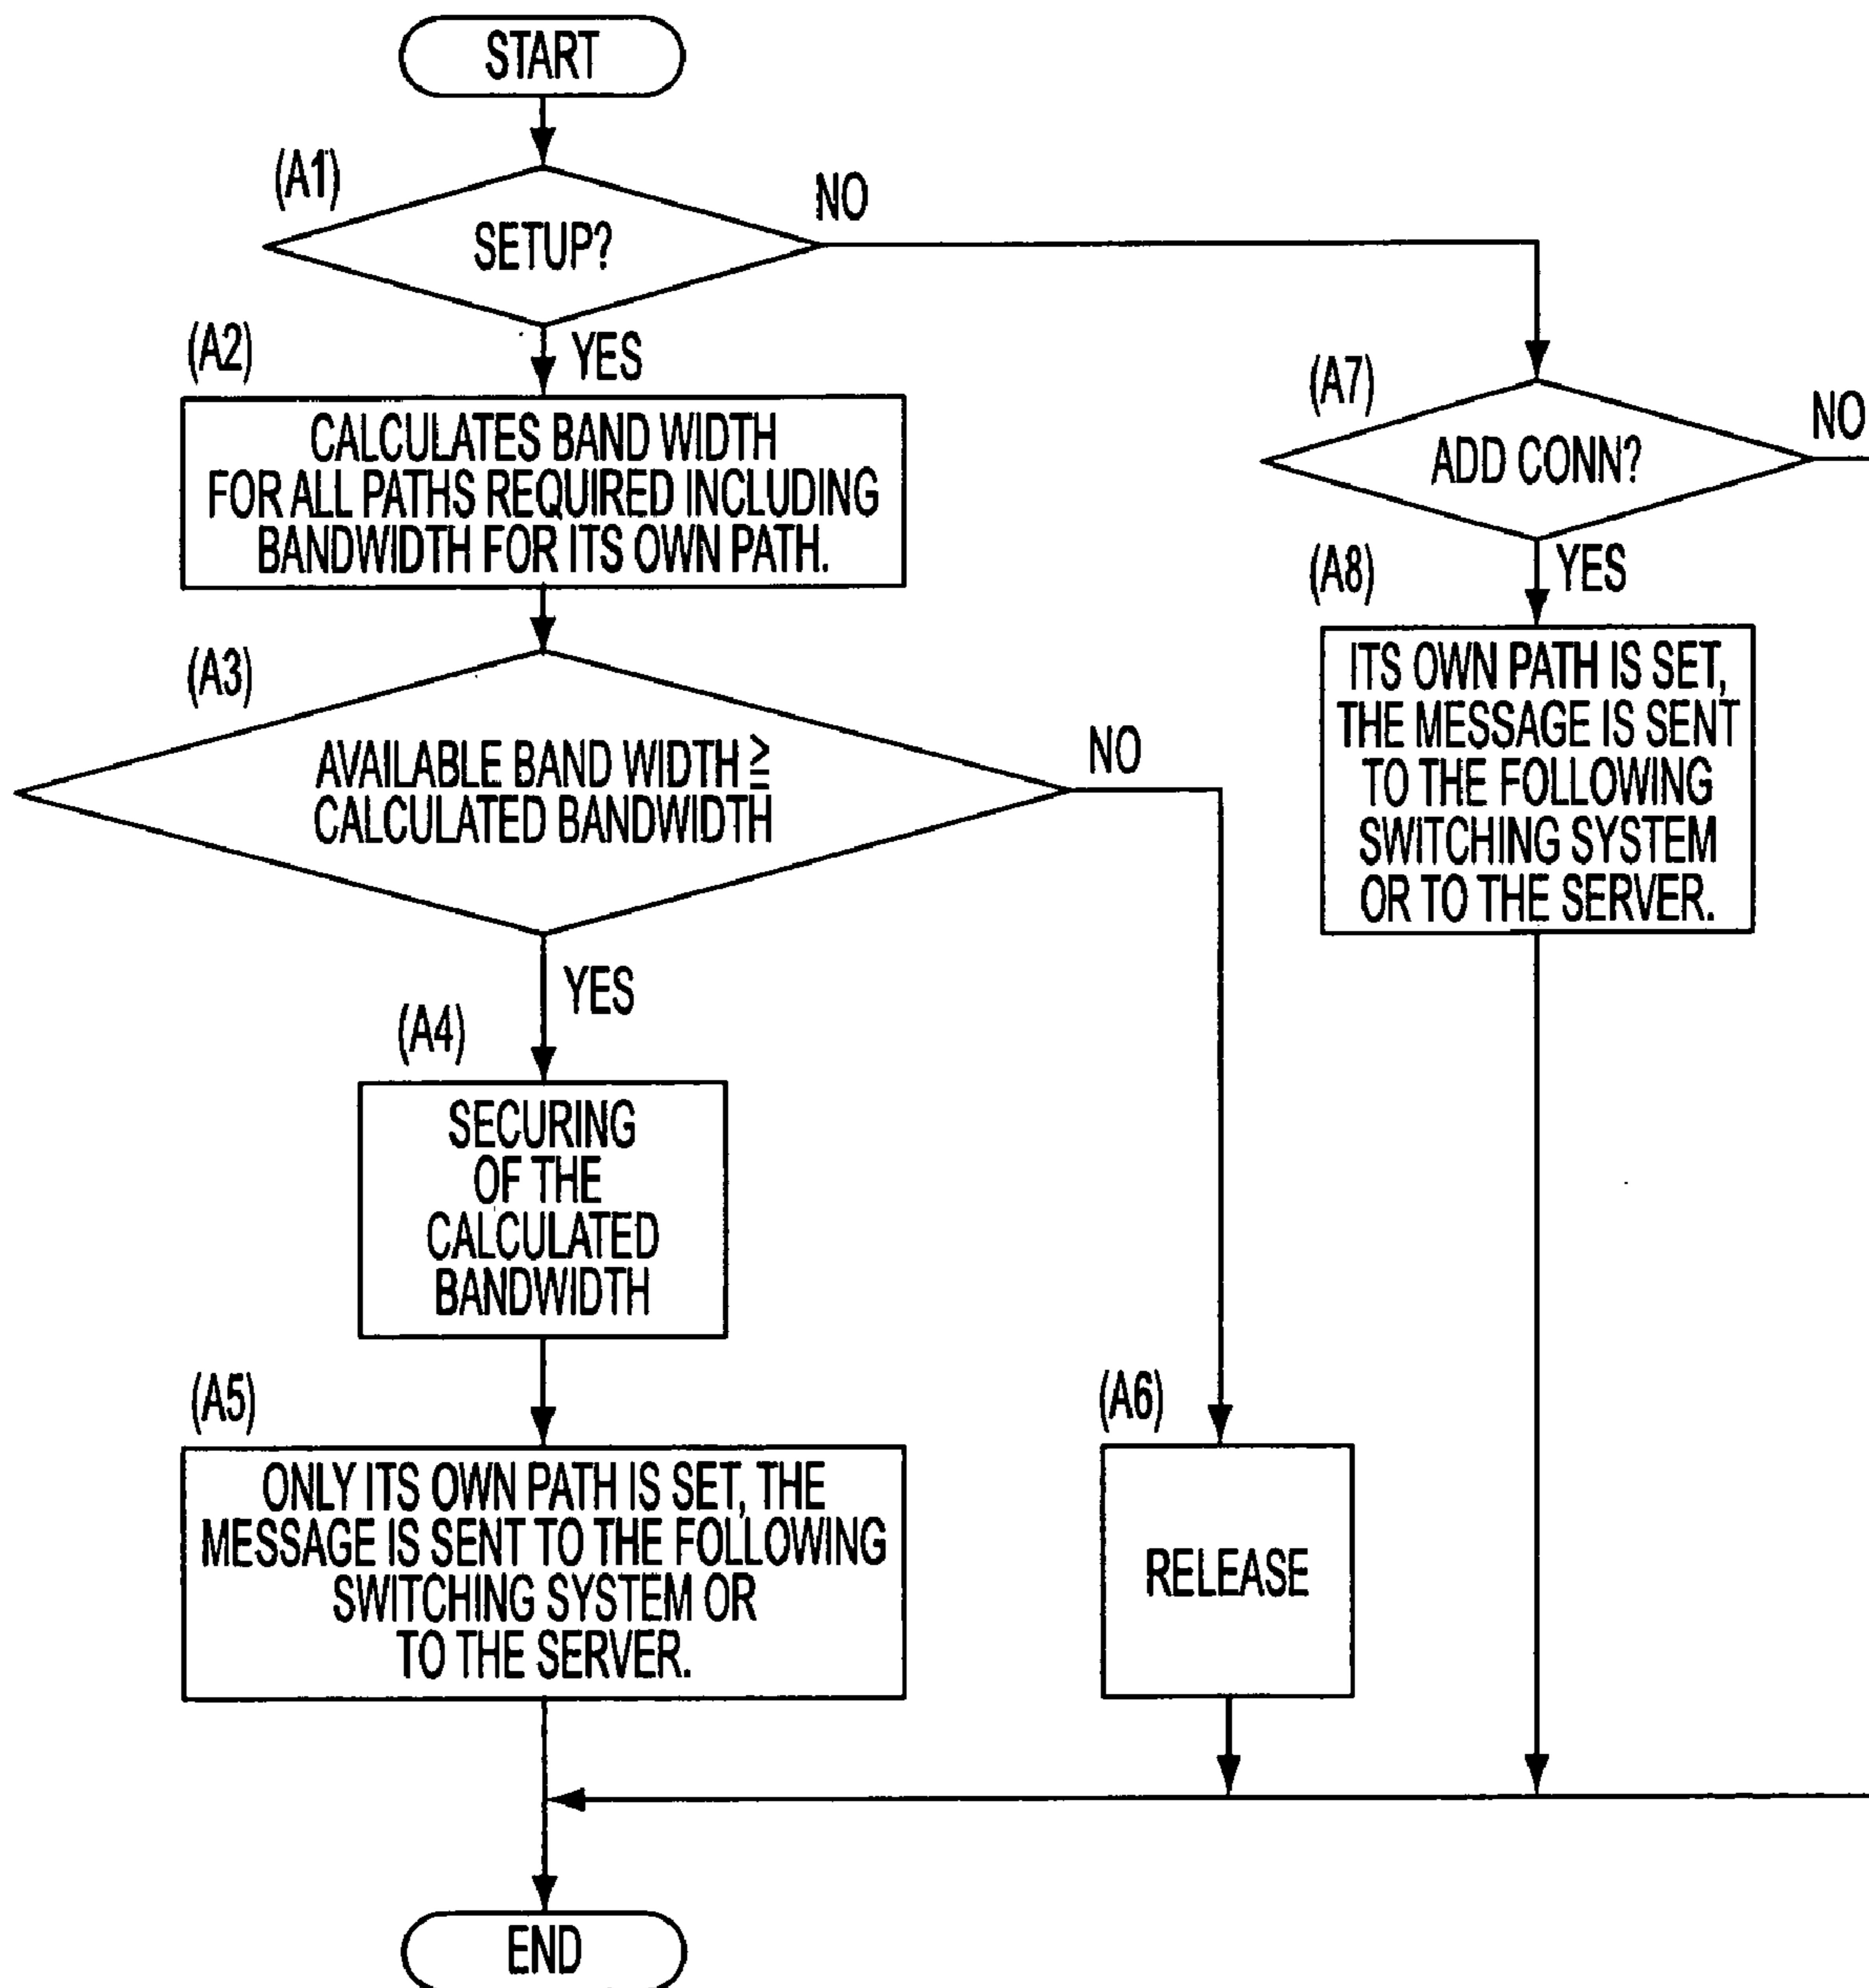 START
(A1)
SETUP?
NO
YES
(A2)
CALCULATES BAND WIDTH
FOR ALL PATHS REQUIRED INCLUDING
BANDWIDTH FOR ITS OWN PATH.
(A3)
AVAILABLE BAND WIDTH ≧
CALCULATED BANDWIDTH
NO
YES
(A4)
SECURING
OF THE
CALCULATED
BANDWIDTH
(A5)
ONLY ITS OWN PATH IS SET, THE
MESSAGE IS SENT TO THE FOLLOWING
SWITCHING SYSTEM OR
TO THE SERVER.
(A6)
RELEASE
(A7)
ADD CONN?
NO
YES
(A8)
ITS OWN PATH IS SET,
THE MESSAGE IS SENT
TO THE FOLLOWING
SWITCHING SYSTEM
OR TO THE SERVER.
END